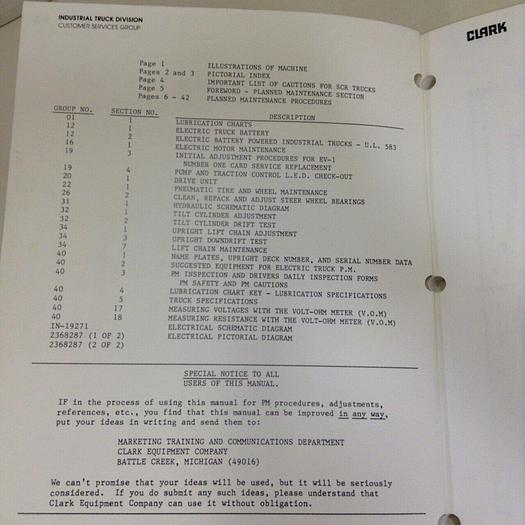 INDUSTRIAL TRUCK DIVISION
CUSTOMER SERVICES GROUP
CLARK
Page 1 ILLUSTRATIONS OF MACHINE
Pages 2 and 3 PICTORIAL INDEX
Page 4 IMPORTANT LIST OF CAUTIONS FOR SCR TRUCKS
Page 5 FOREWORD - PLANNED MAINTENANCE SECTION
Pages 6 - 42 PLANNED MAINTENANCE PROCEDURES
GROUP NO. SECTION NO. DESCRIPTION
01 1 LUBRICATION CHARTS
12 1 ELECTRIC TRUCK BATTERY
12 2 ELECTRIC BATTERY POWERED INDUSTRIAL TRUCKS - U.L. 583
16 1 ELECTRIC MOTOR MAINTENANCE
19 3 INITIAL ADJUSTMENT PROCEDURES FOR EV-1
NUMBER ONE CARD SERVICE REPLACEMENT
19 4 PUMP AND TRACTION CONTROL L.E.D. CHECK-OUT
20 1 DRIVE UNIT
22 1 PNEUMATIC TIRE AND WHEEL MAINTENANCE
26 2 CLEAN, REPACK AND ADJUST STEER WHEEL BEARINGS
31 1 HYDRAULIC SCHEMATIC DIAGRAM
32 1 TILT CYLINDER ADJUSTMENT
32 2 TILT CYLINDER DRIFT TEST
34 1 UPRIGHT LIFT CHAIN ADJUSTMENT
34 3 UPRIGHT DOWNDRIFT TEST
34 7 LIFT CHAIN MAINTENANCE
40 1 NAME PLATES, UPRIGHT DECK NUMBER, AND SERIAL NUMBER DATA
40 2 SUGGESTED EQUIPMENT FOR ELECTRIC TRUCK P.M.
40 3 PM INSPECTION AND DRIVERS DAILY INSPECTION FORMS
PM SAFETY AND PM CAUTIONS
40 4 LUBRICATION CHART KEY - LUBRICATION SPECIFICATIONS
40 5 TRUCK SPECIFICATIONS
40 17 MEASURING VOLTAGES WITH THE VOLT-OHM METER (V.O.M)
40 18 MEASURING RESISTANCE WITH THE VOLT-OHM METER (V.O.M)
IN-19271 ELECTRICAL SCHEMATIC DIAGRAM
2368287 (1 OF 2) ELECTRICAL PICTORIAL DIAGRAM
2368287 (2 OF 2)
SPECIAL NOTICE TO ALL
USERS OF THIS MANUAL.
IF in the process of using this manual for PM procedures, adjustments,
references, etc., you find that this manual can be improved in any way,
put your ideas in writing and send them to:
MARKETING TRAINING AND COMMUNICATIONS DEPARTMENT
CLARK EQUIPMENT COMPANY
BATTLE CREEK, MICHIGAN (49016)
We can't promise that your ideas will be used, but it will be seriously
considered. If you do submit any such ideas, please understand that
Clark Equipment Company can use it without obligation.